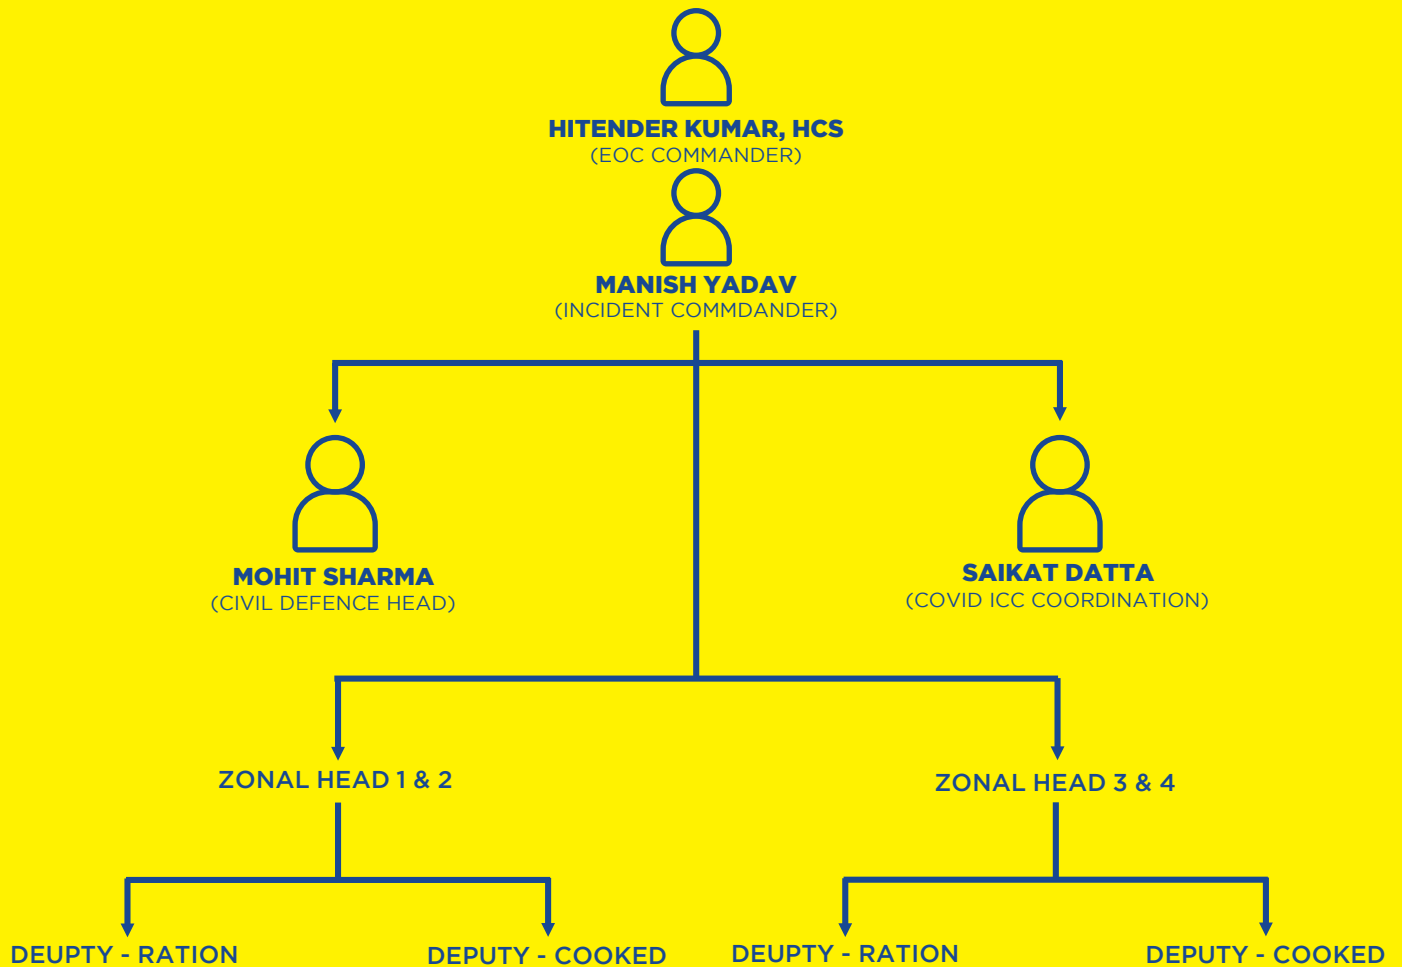 HITENDER KUMAR, HCS
(EOC COMMANDER)
MANISH YADAV
(INCIDENT COMMDANDER)
MOHIT SHARMA
(CIVIL DEFENCE HEAD)
SAIKAT DATTA
(COVID ICC COORDINATION)
ZONAL HEAD 1 & 2
ZONAL HEAD 3 & 4
DEUPTY - RATION
DEPUTY - COOKED
DEUPTY - RATION
DEPUTY - COOKED